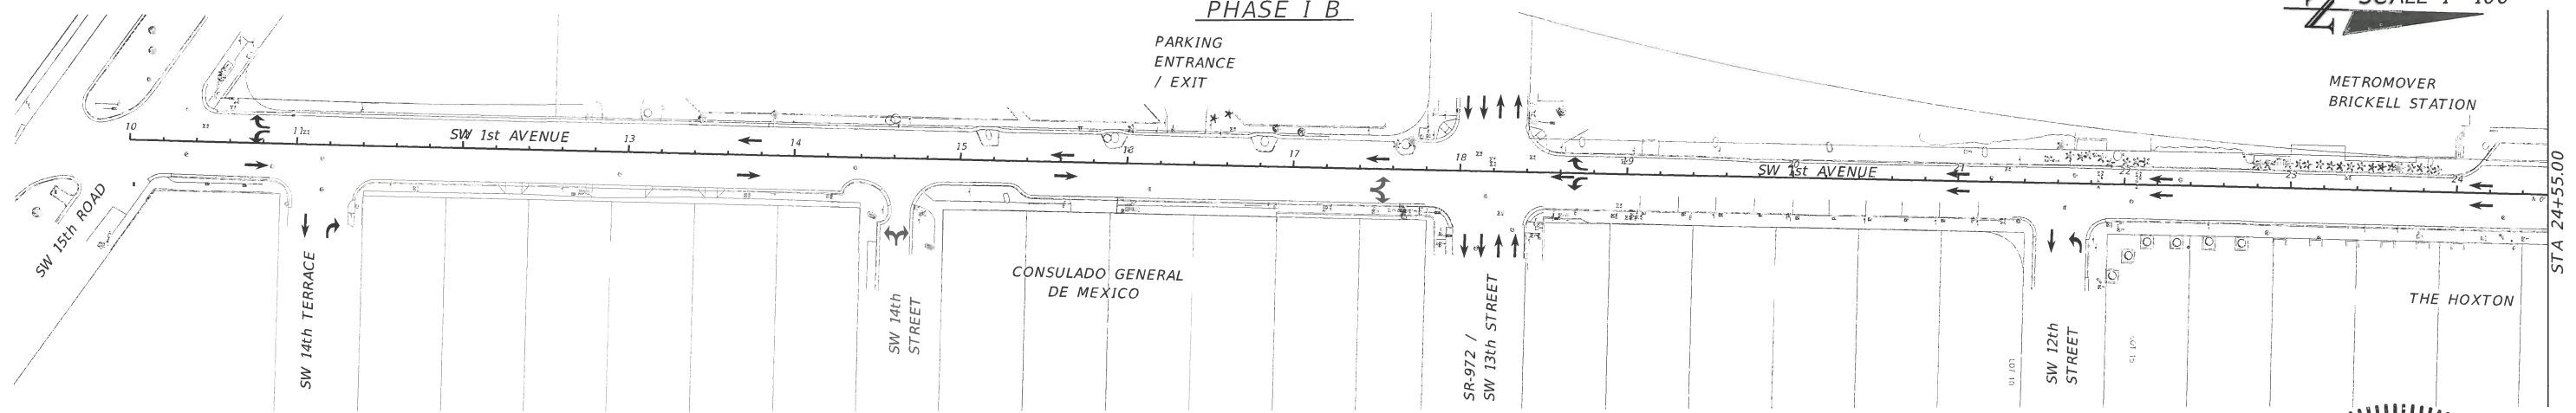 PHASE I B
PARKING
ENTRANCE
/ EXIT
METROMOVER
BRICKELL STATION
10
11
SW 1st AVENUE
13
14
15
16
17
18
19
20
21
22
23
24
SW 1st AVENUE
STA 24+55.00
SW 15th ROAD
SW 14th TERRACE
SW 14th
STREET
CONSULADO GENERAL
DE MEXICO
SR-972 /
SW 13th STREET
SW 12th
STREET
THE HOXTON